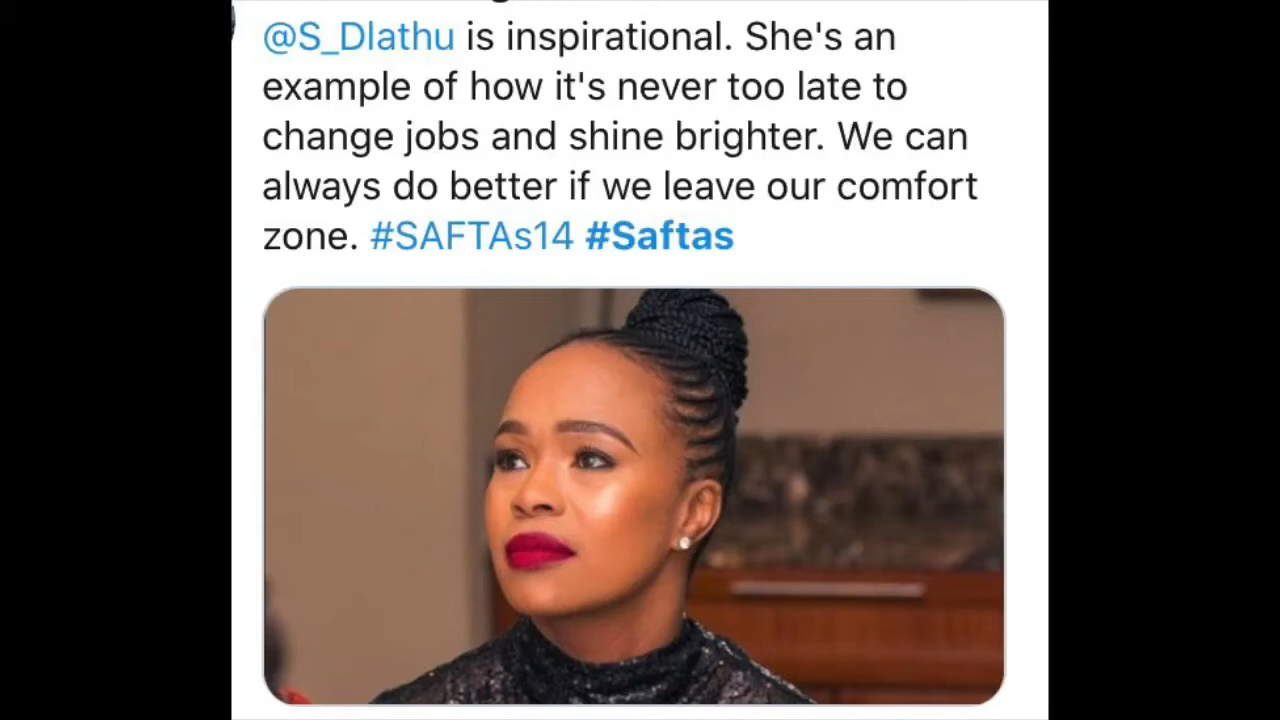 @S_Dlathu is inspirational. She's an
example of how it's never too late to
change jobs and shine brighter. We can
always do better if we leave our comfort
zone. #SAFTAs14 #Saftas